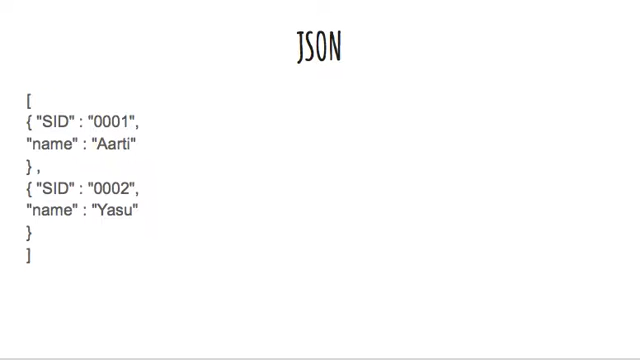 JSON
[
{ "SID" : "0001",
"name" : "Aarti"
} ,
{ "SID" : "0002",
"name" : "Yasu"
}
]